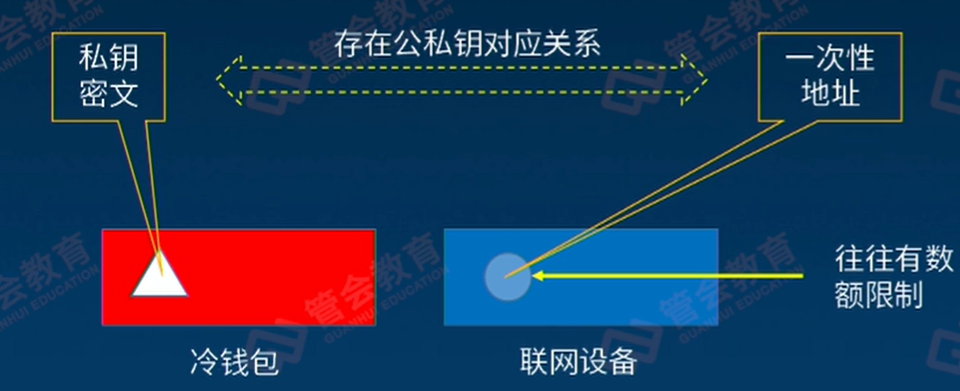 私钥
密文
存在公私钥对应关系
一次性
地址
往往有数
额限制
冷钱包
联网设备
管会教育
GUANHUI EDUCATION